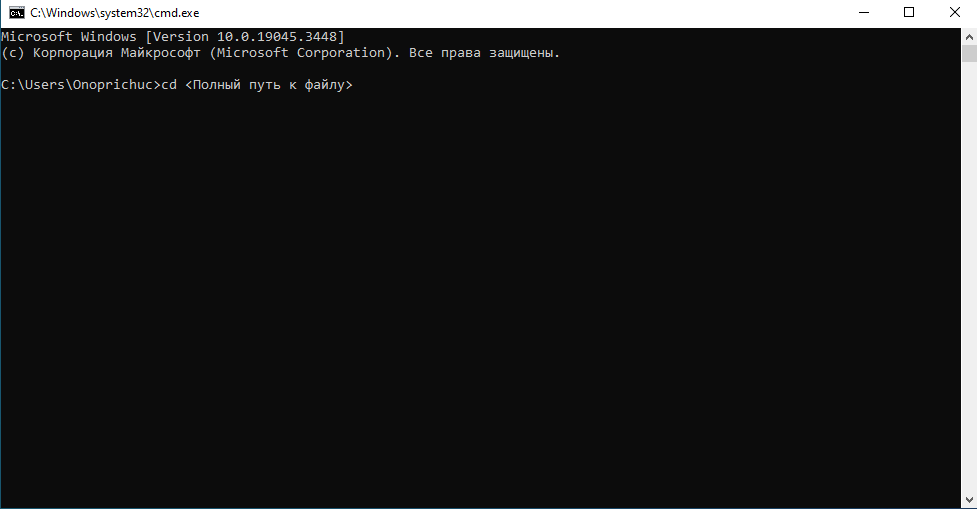 C:\Windows\system32\cmd.exe
Microsoft Windows [Version 10.0.19045.3448]
(c) Корпорация Майкрософт (Microsoft Corporation). Все права защищены.
C:\Users\Onoprichuc>cd <Полный путь к файлу>